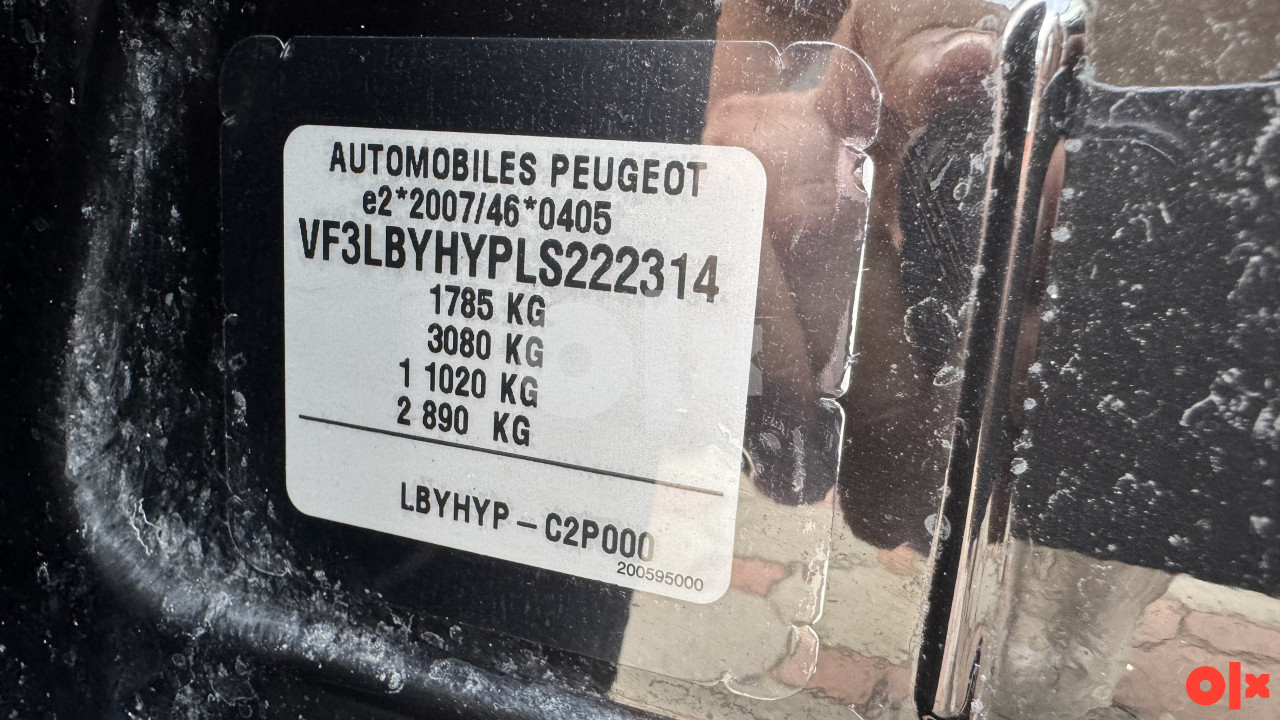 AUTOMOBILES PEUGEOT
e2*2007/46*0405
VF3LBYHYPLS222314
1785 KG
3080 KG
1 1020 KG
2 890 KG
LBYHYP – C2P000
200595000
olx
olx